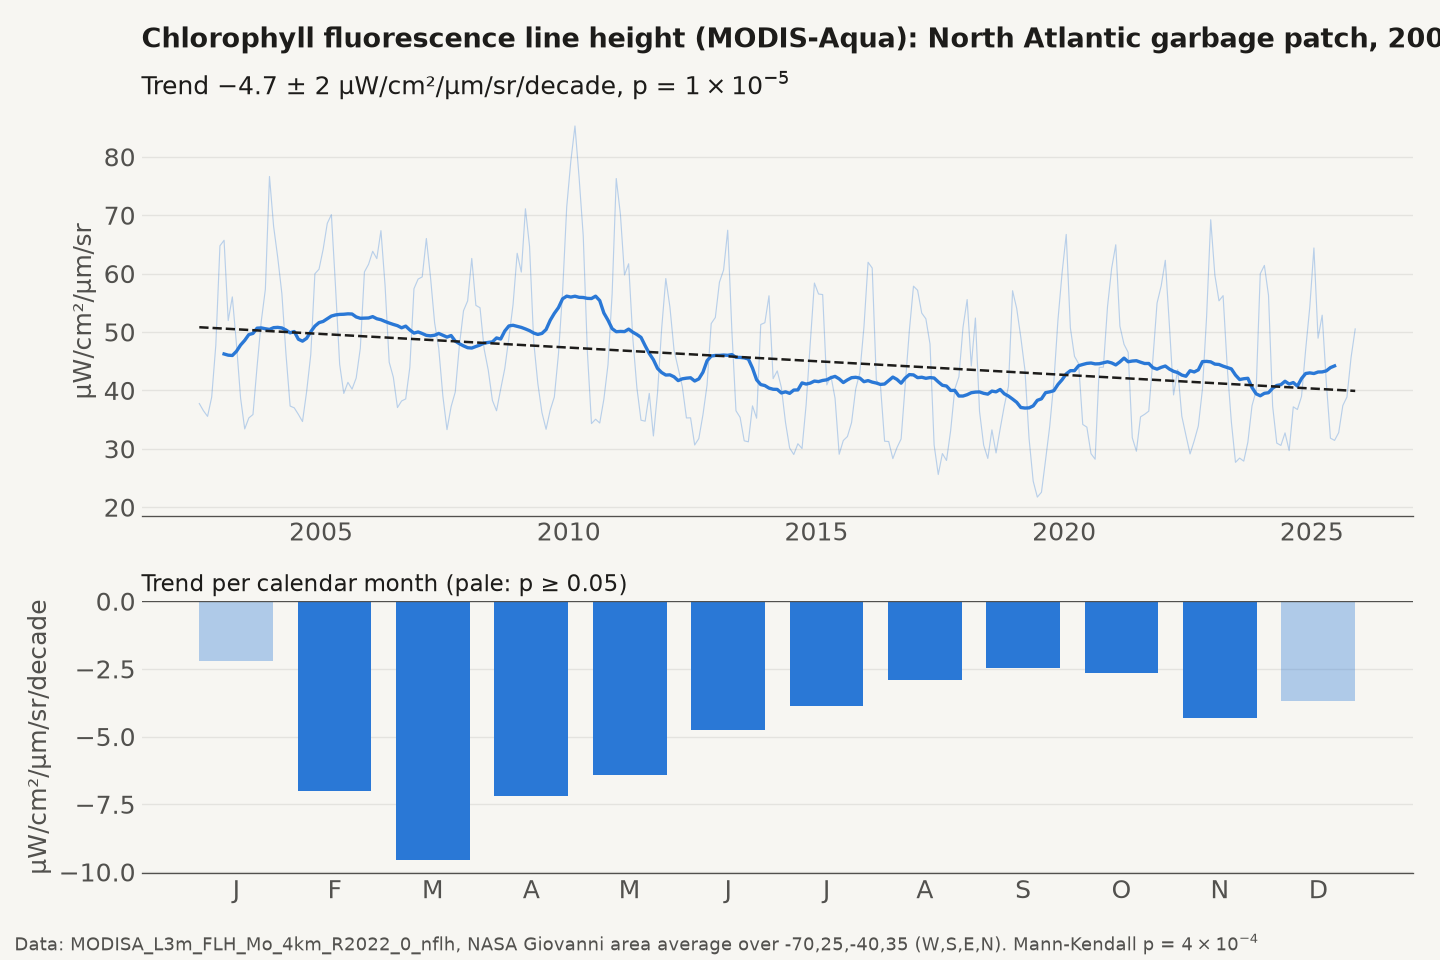 Chlorophyll fluorescence line height (MODIS-Aqua): North Atlantic garbage patch, 200
Trend −4.7 ± 2 μW/cm²/μm/sr/decade, p = 1 × 10⁻⁵
μW/cm²/μm/sr
80
70
60
50
40
30
20
2005 2010 2015 2020 2025
Trend per calendar month (pale: p ≥ 0.05)
μW/cm²/μm/sr/decade
0.0
−2.5
−5.0
−7.5
−10.0
J F M A M J J A S O N D
Data: MODISA_L3m_FLH_Mo_4km_R2022_0_nflh, NASA Giovanni area average over -70,25,-40,35 (W,S,E,N). Mann-Kendall p = 4 × 10⁻⁴